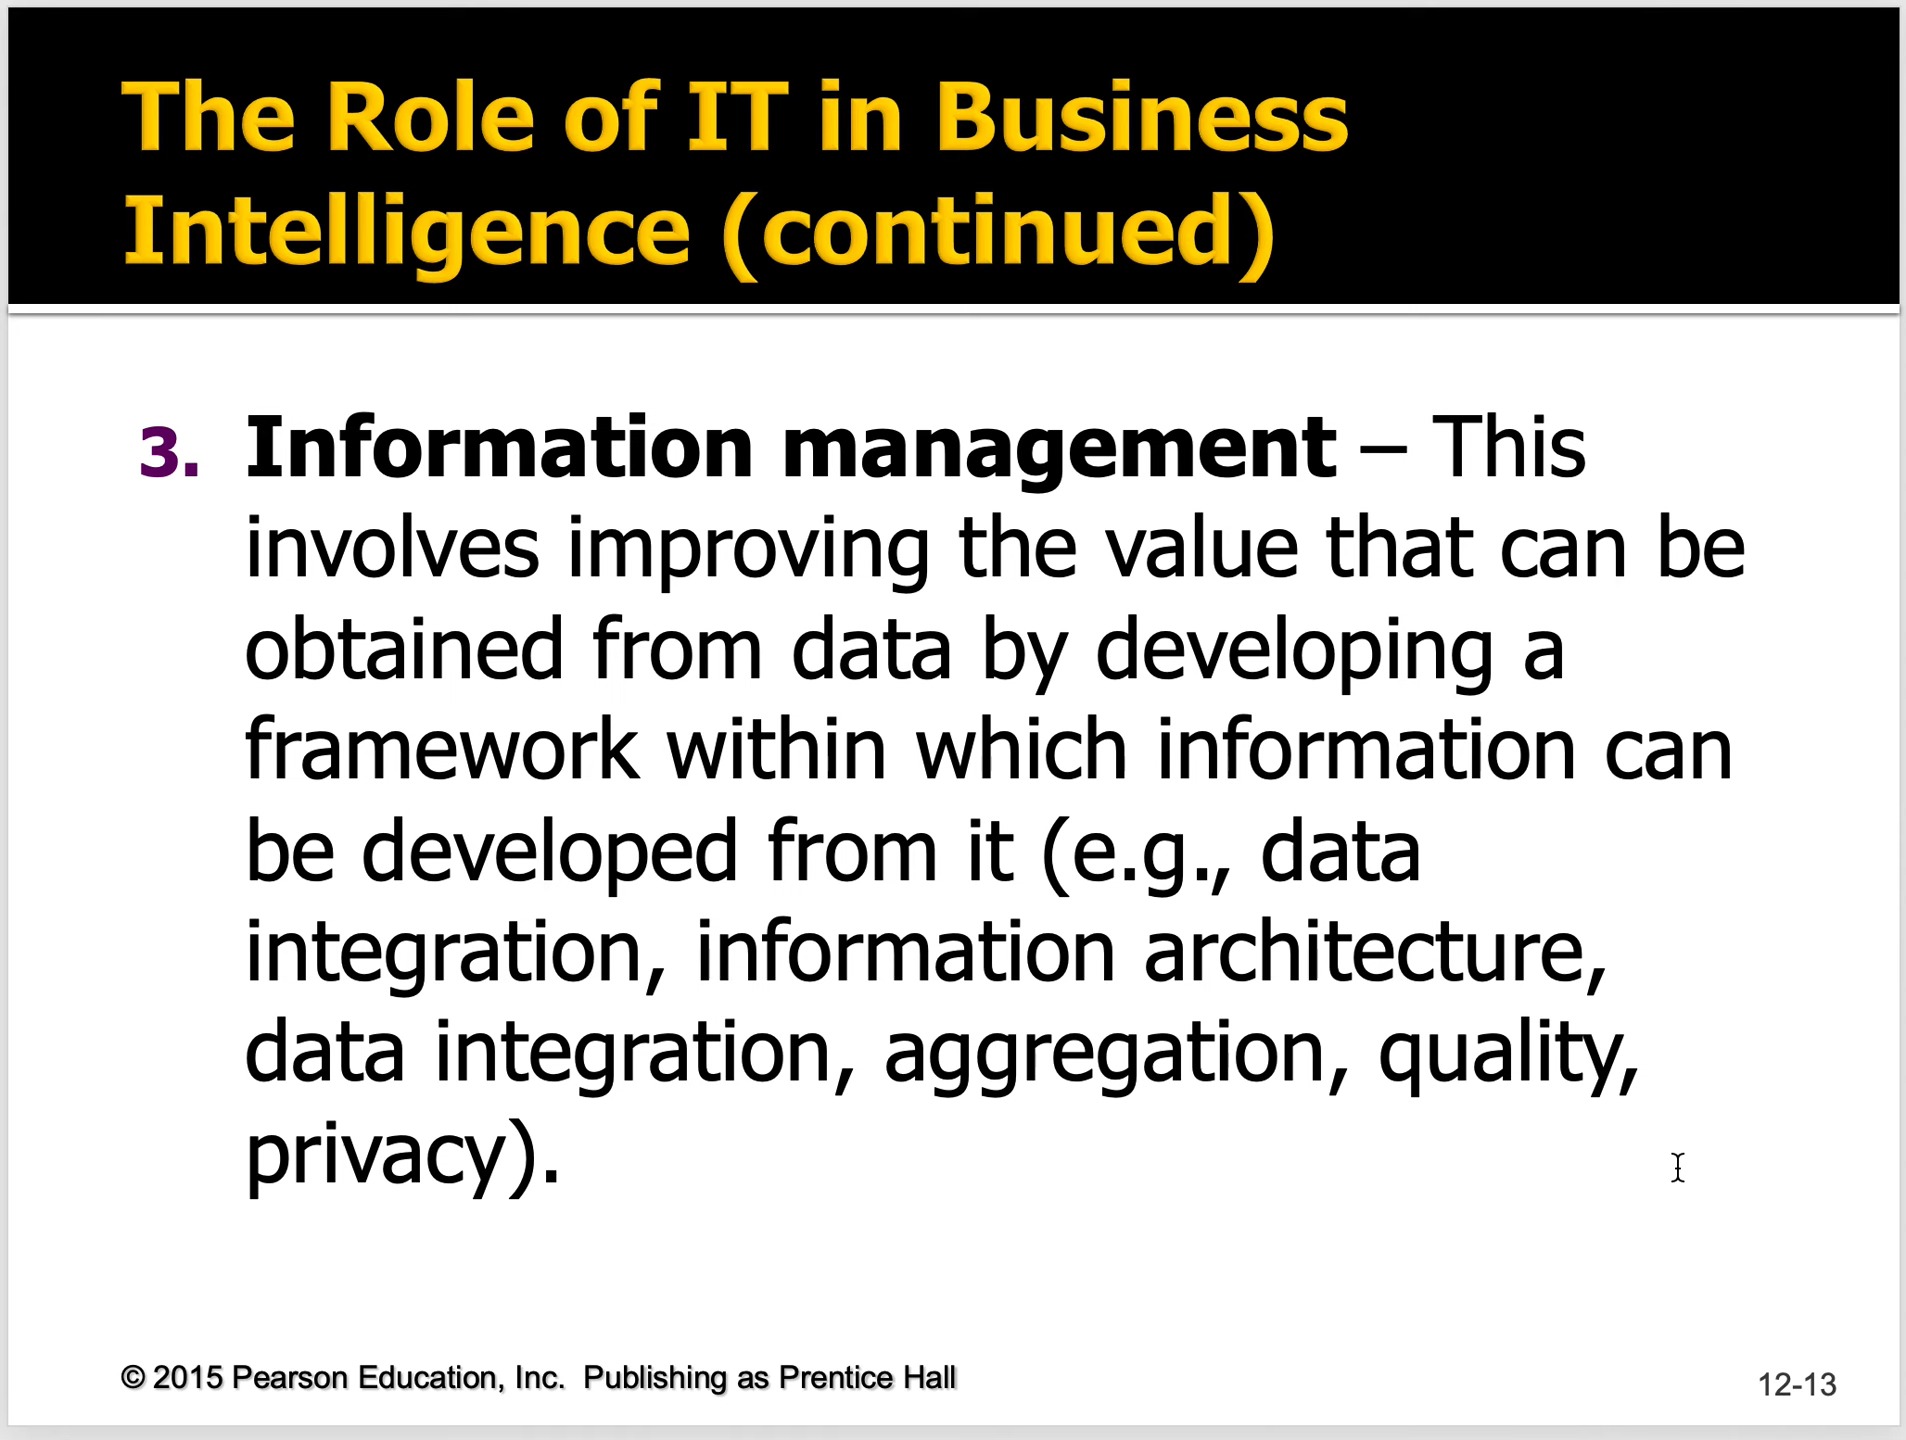 The Role of IT in Business
Intelligence (continued)
3. Information management – This
involves improving the value that can be
obtained from data by developing a
framework within which information can
be developed from it (e.g., data
integration, information architecture,
data integration, aggregation, quality,
privacy).
© 2015 Pearson Education, Inc.  Publishing as Prentice Hall
12-13